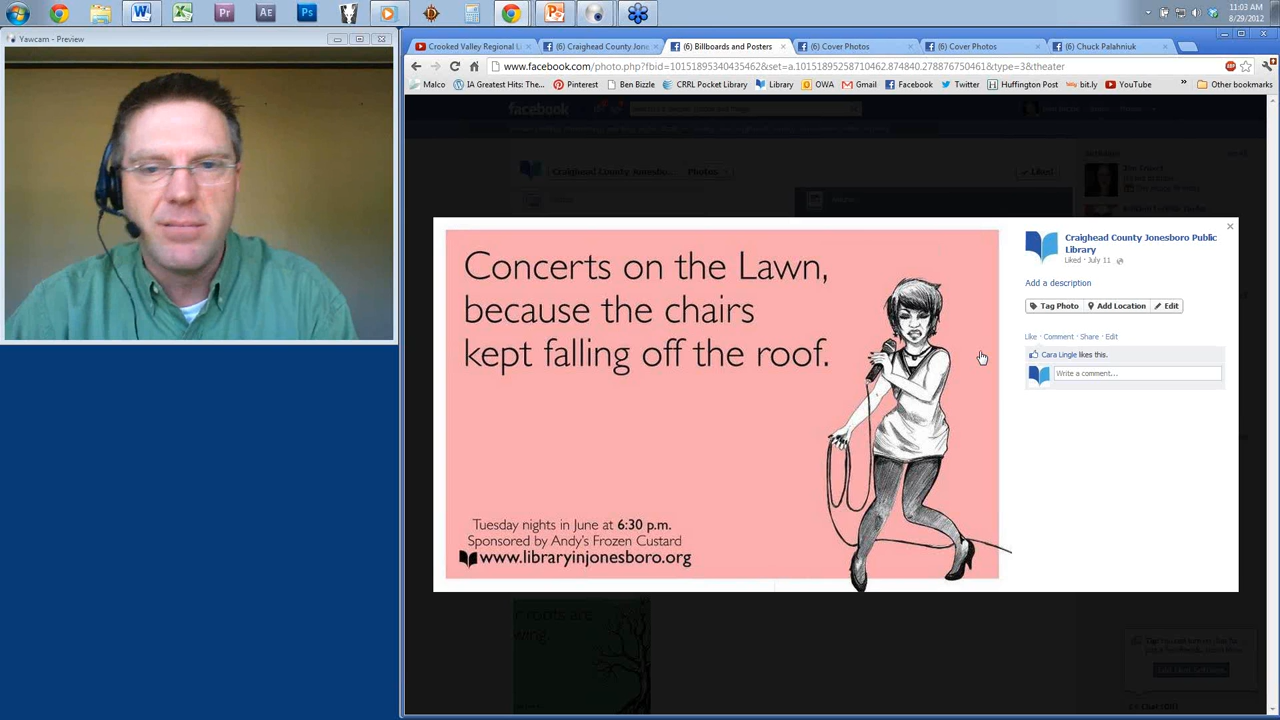 11:03 AM
8/29/2012
Yawcam - Preview
Crooked Valley Regional L
(6) Craighead County Jone
(6) Billboards and Posters
(6) Cover Photos
(6) Cover Photos
(6) Chuck Palahniuk
www.facebook.com/photo.php?fbid=10151895340435462&set=a.10151895258710462.874840.278876750461&type=3&theater
Malco
IA Greatest Hits: The...
Pinterest
Ben Bizzle
CRRL Pocket Library
Library
OWA
Gmail
Facebook
Twitter
Huffington Post
bit.ly
YouTube
Other bookmarks
facebook
Craighead County Jonesbo...
Photos
Liked
Concerts on the Lawn,
because the chairs
kept falling off the roof.
Tuesday nights in June at 6:30 p.m.
Sponsored by Andy's Frozen Custard
www.libraryinjonesboro.org
Craighead County Jonesboro Public
Library
Liked · July 11
Add a description
Tag Photo
Add Location
Edit
Like · Comment · Share · Edit
Cara Lingle likes this.
Write a comment...